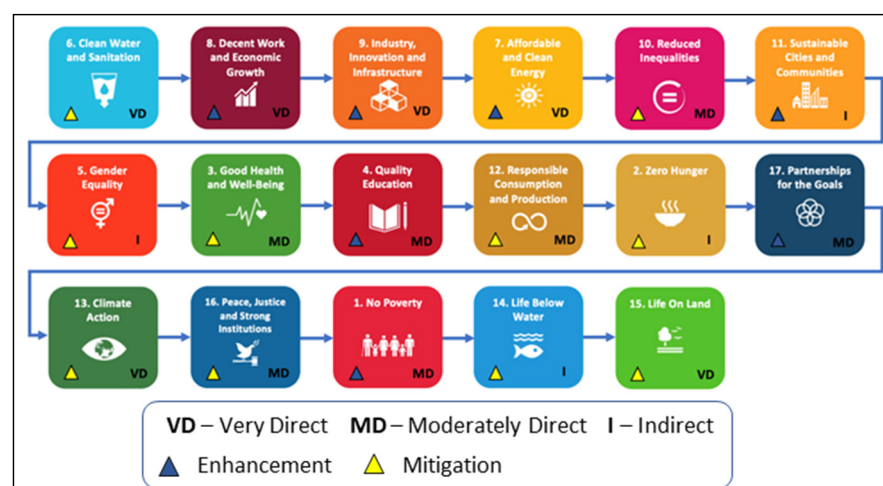 6. Clean Water
and Sanitation
VD
8. Decent Work
and Economic
Growth
VD
9. Industry,
Innovation and
Infrastructure
VD
7. Affordable
and Clean
Energy
VD
10. Reduced
Inequalities
MD
11. Sustainable
Cities and
Communities
I
5. Gender
Equality
I
3. Good Health
and Well-Being
MD
4. Quality
Education
MD
12. Responsible
Consumption
and Production
MD
2. Zero Hunger
I
17. Partnerships
for the Goals
MD
13. Climate
Action
VD
16. Peace, Justice
and Strong
Institutions
MD
1. No Poverty
MD
14. Life Below
Water
I
15. Life On Land
VD
VD – Very Direct MD – Moderately Direct I – Indirect
Enhancement Mitigation